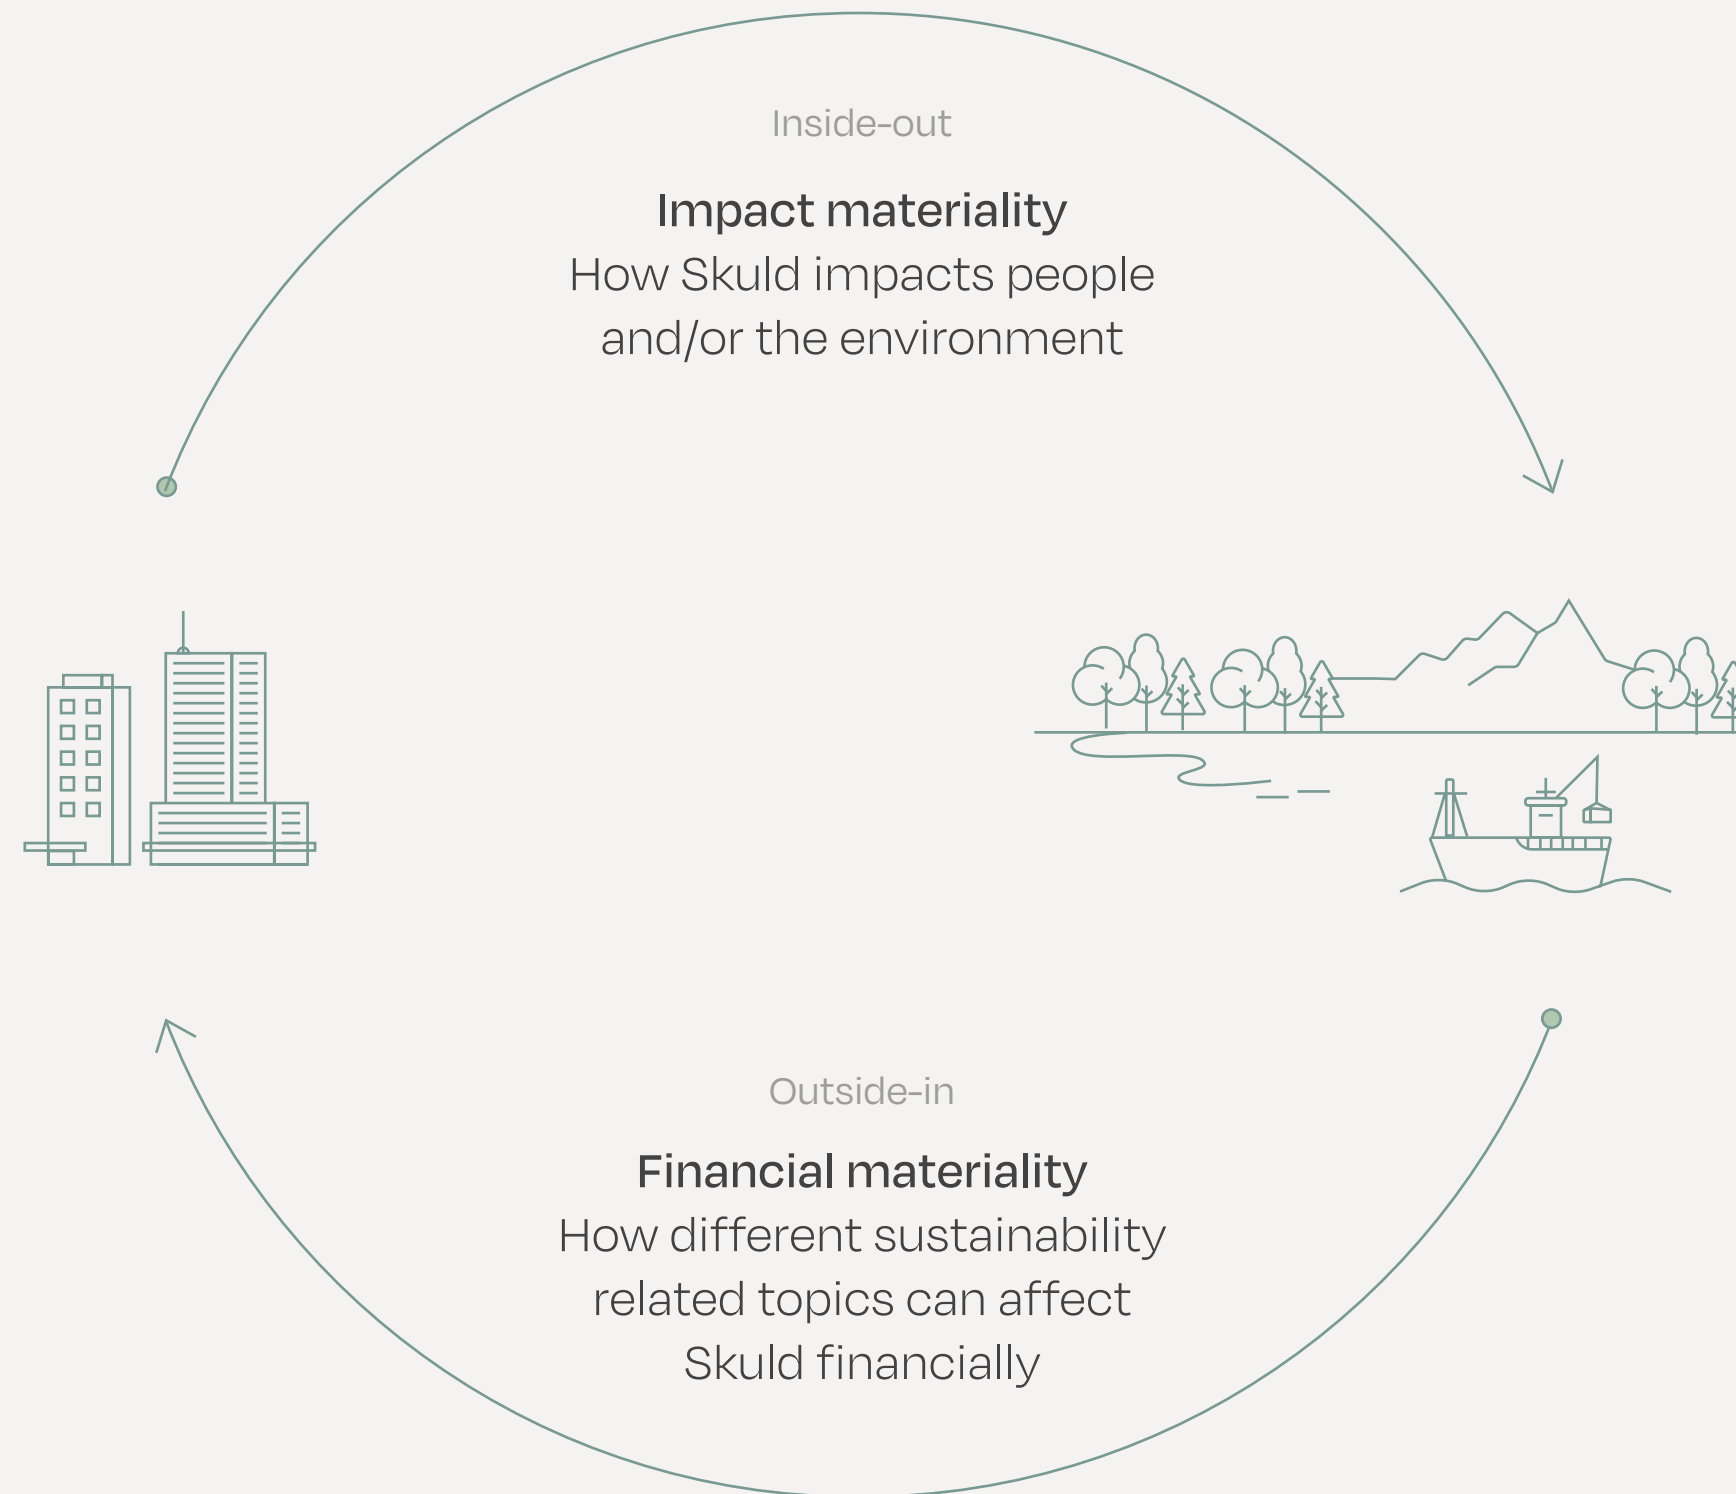 Inside-out
Impact materiality
How Skuld impacts people
and/or the environment
Outside-in
Financial materiality
How different sustainability
related topics can affect
Skuld financially